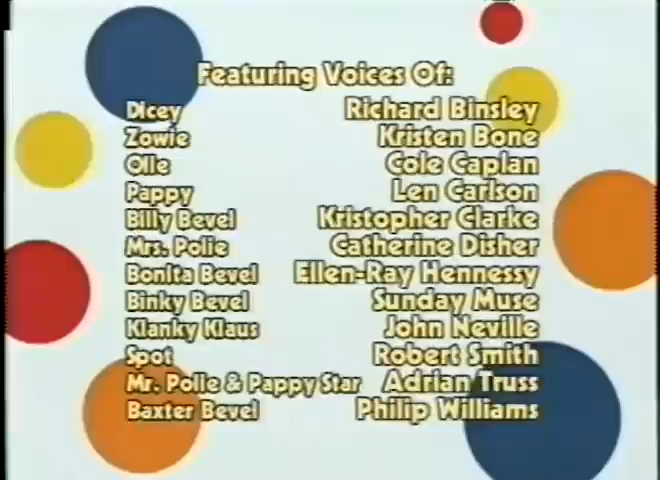 Featuring Voices Of:
Dicey Richard Binsley
Zowie Kristen Bone
Olie Cole Caplan
Pappy Len Carlson
Billy Bevel Kristopher Clarke
Mrs. Polie Catherine Disher
Bonita Bevel Ellen-Ray Hennessy
Binky Bevel Sunday Muse
Klanky Klaus John Neville
Spot Robert Smith
Mr. Polie & Pappy Star Adrian Truss
Baxter Bevel Philip Williams